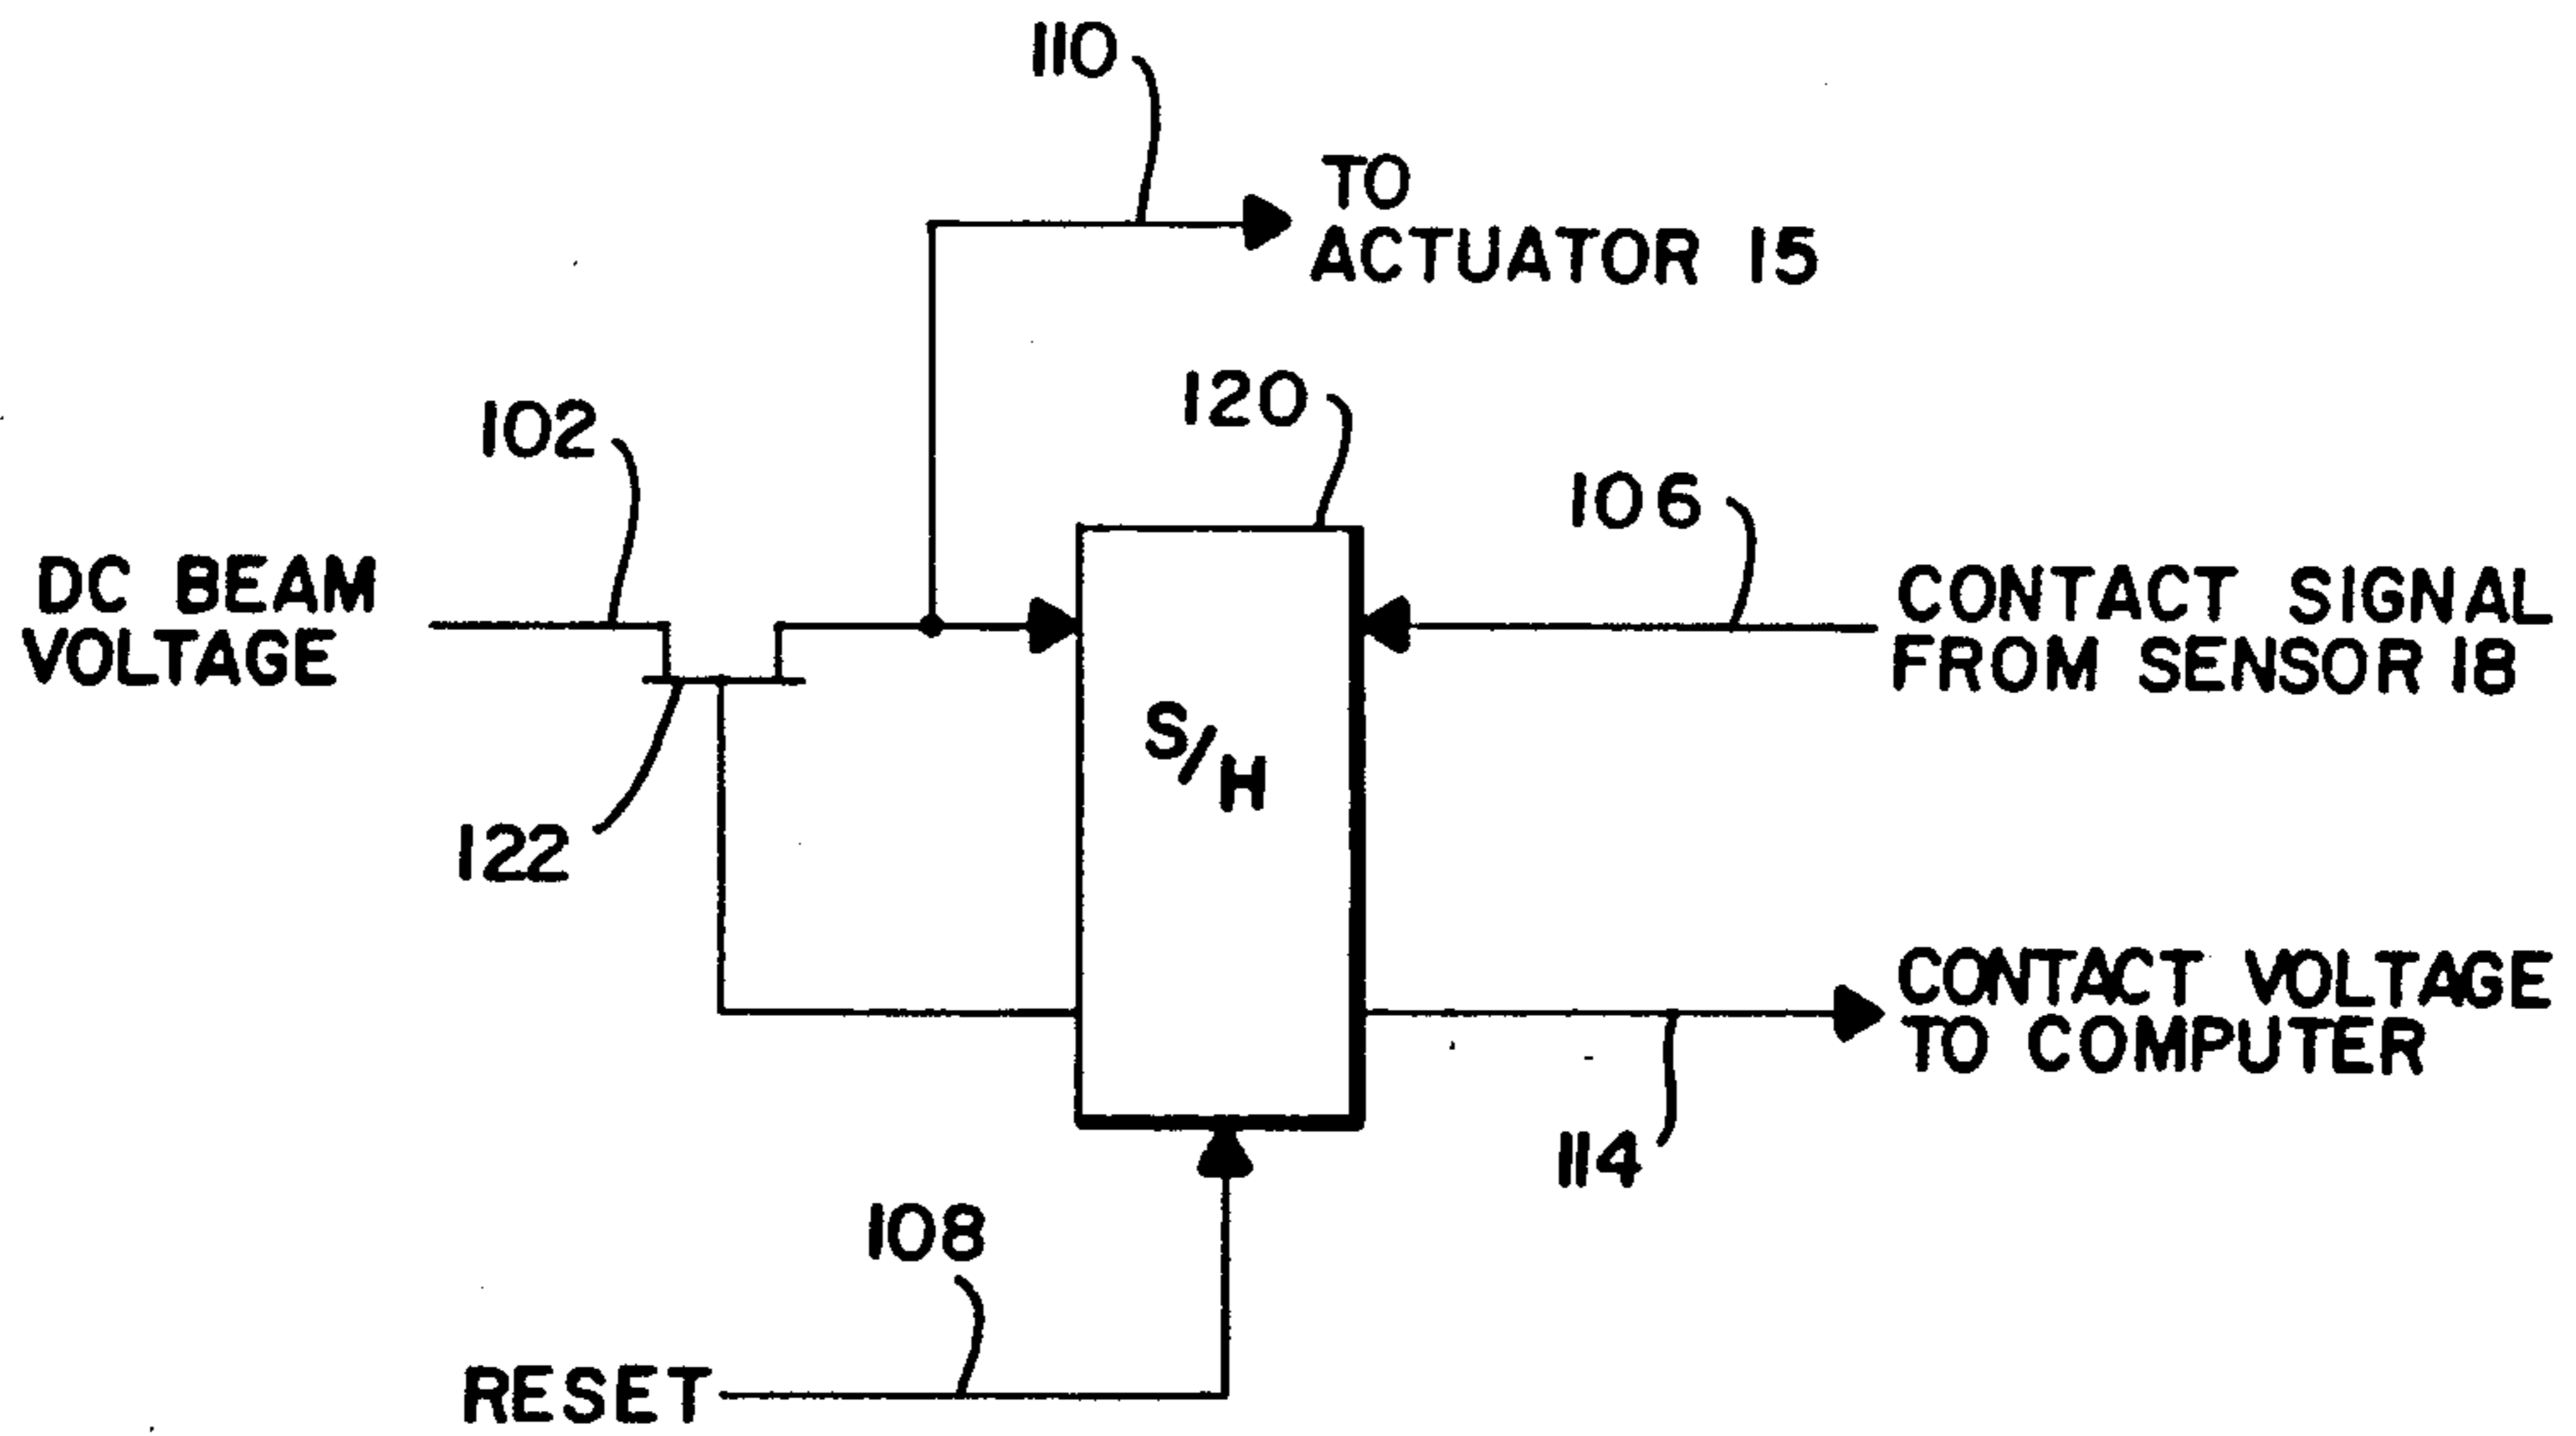 110
TO
ACTUATOR 15
120
102
106
DC BEAM
VOLTAGE
CONTACT SIGNAL
FROM SENSOR 18
S/H
122
CONTACT VOLTAGE
TO COMPUTER
114
108
RESET